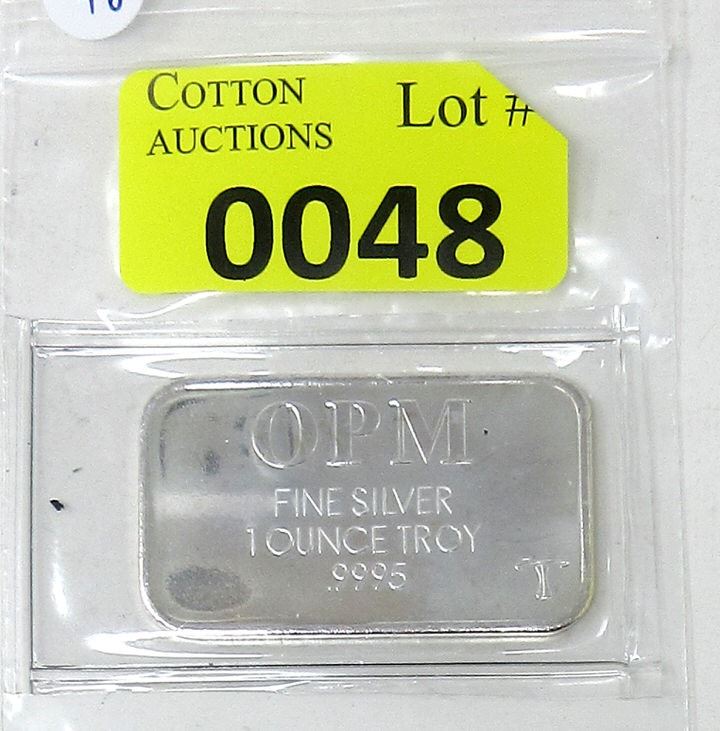 COTTON
AUCTIONS
Lot #
0048
OPM
FINE SILVER
1 OUNCE TROY
.9995
T